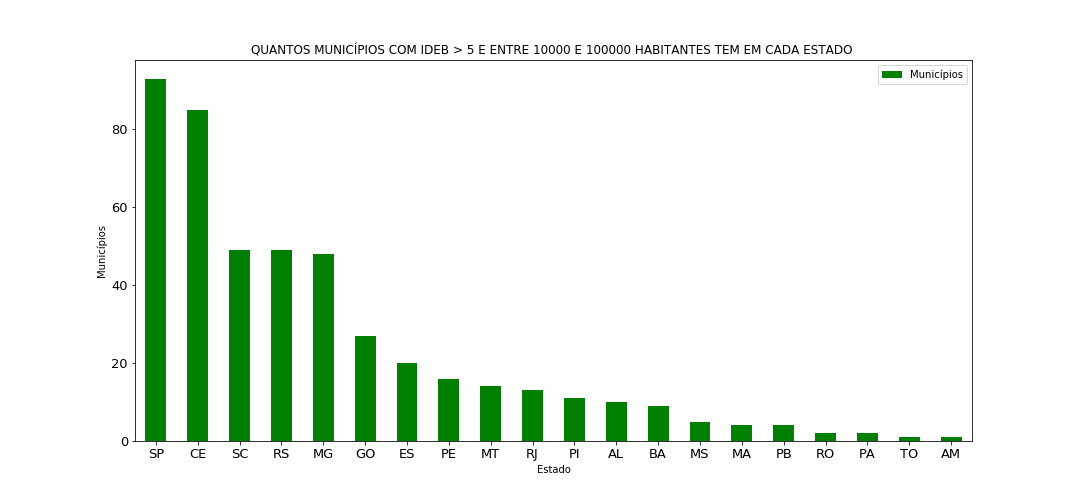 QUANTOS MUNICÍPIOS COM IDEB > 5 E ENTRE 10000 E 100000 HABITANTES TEM EM CADA ESTADO
Municípios
80
60
40
20
0
Municípios
SP CE SC RS MG GO ES PE MT RJ PI AL BA MS MA PB RO PA TO AM
Estado